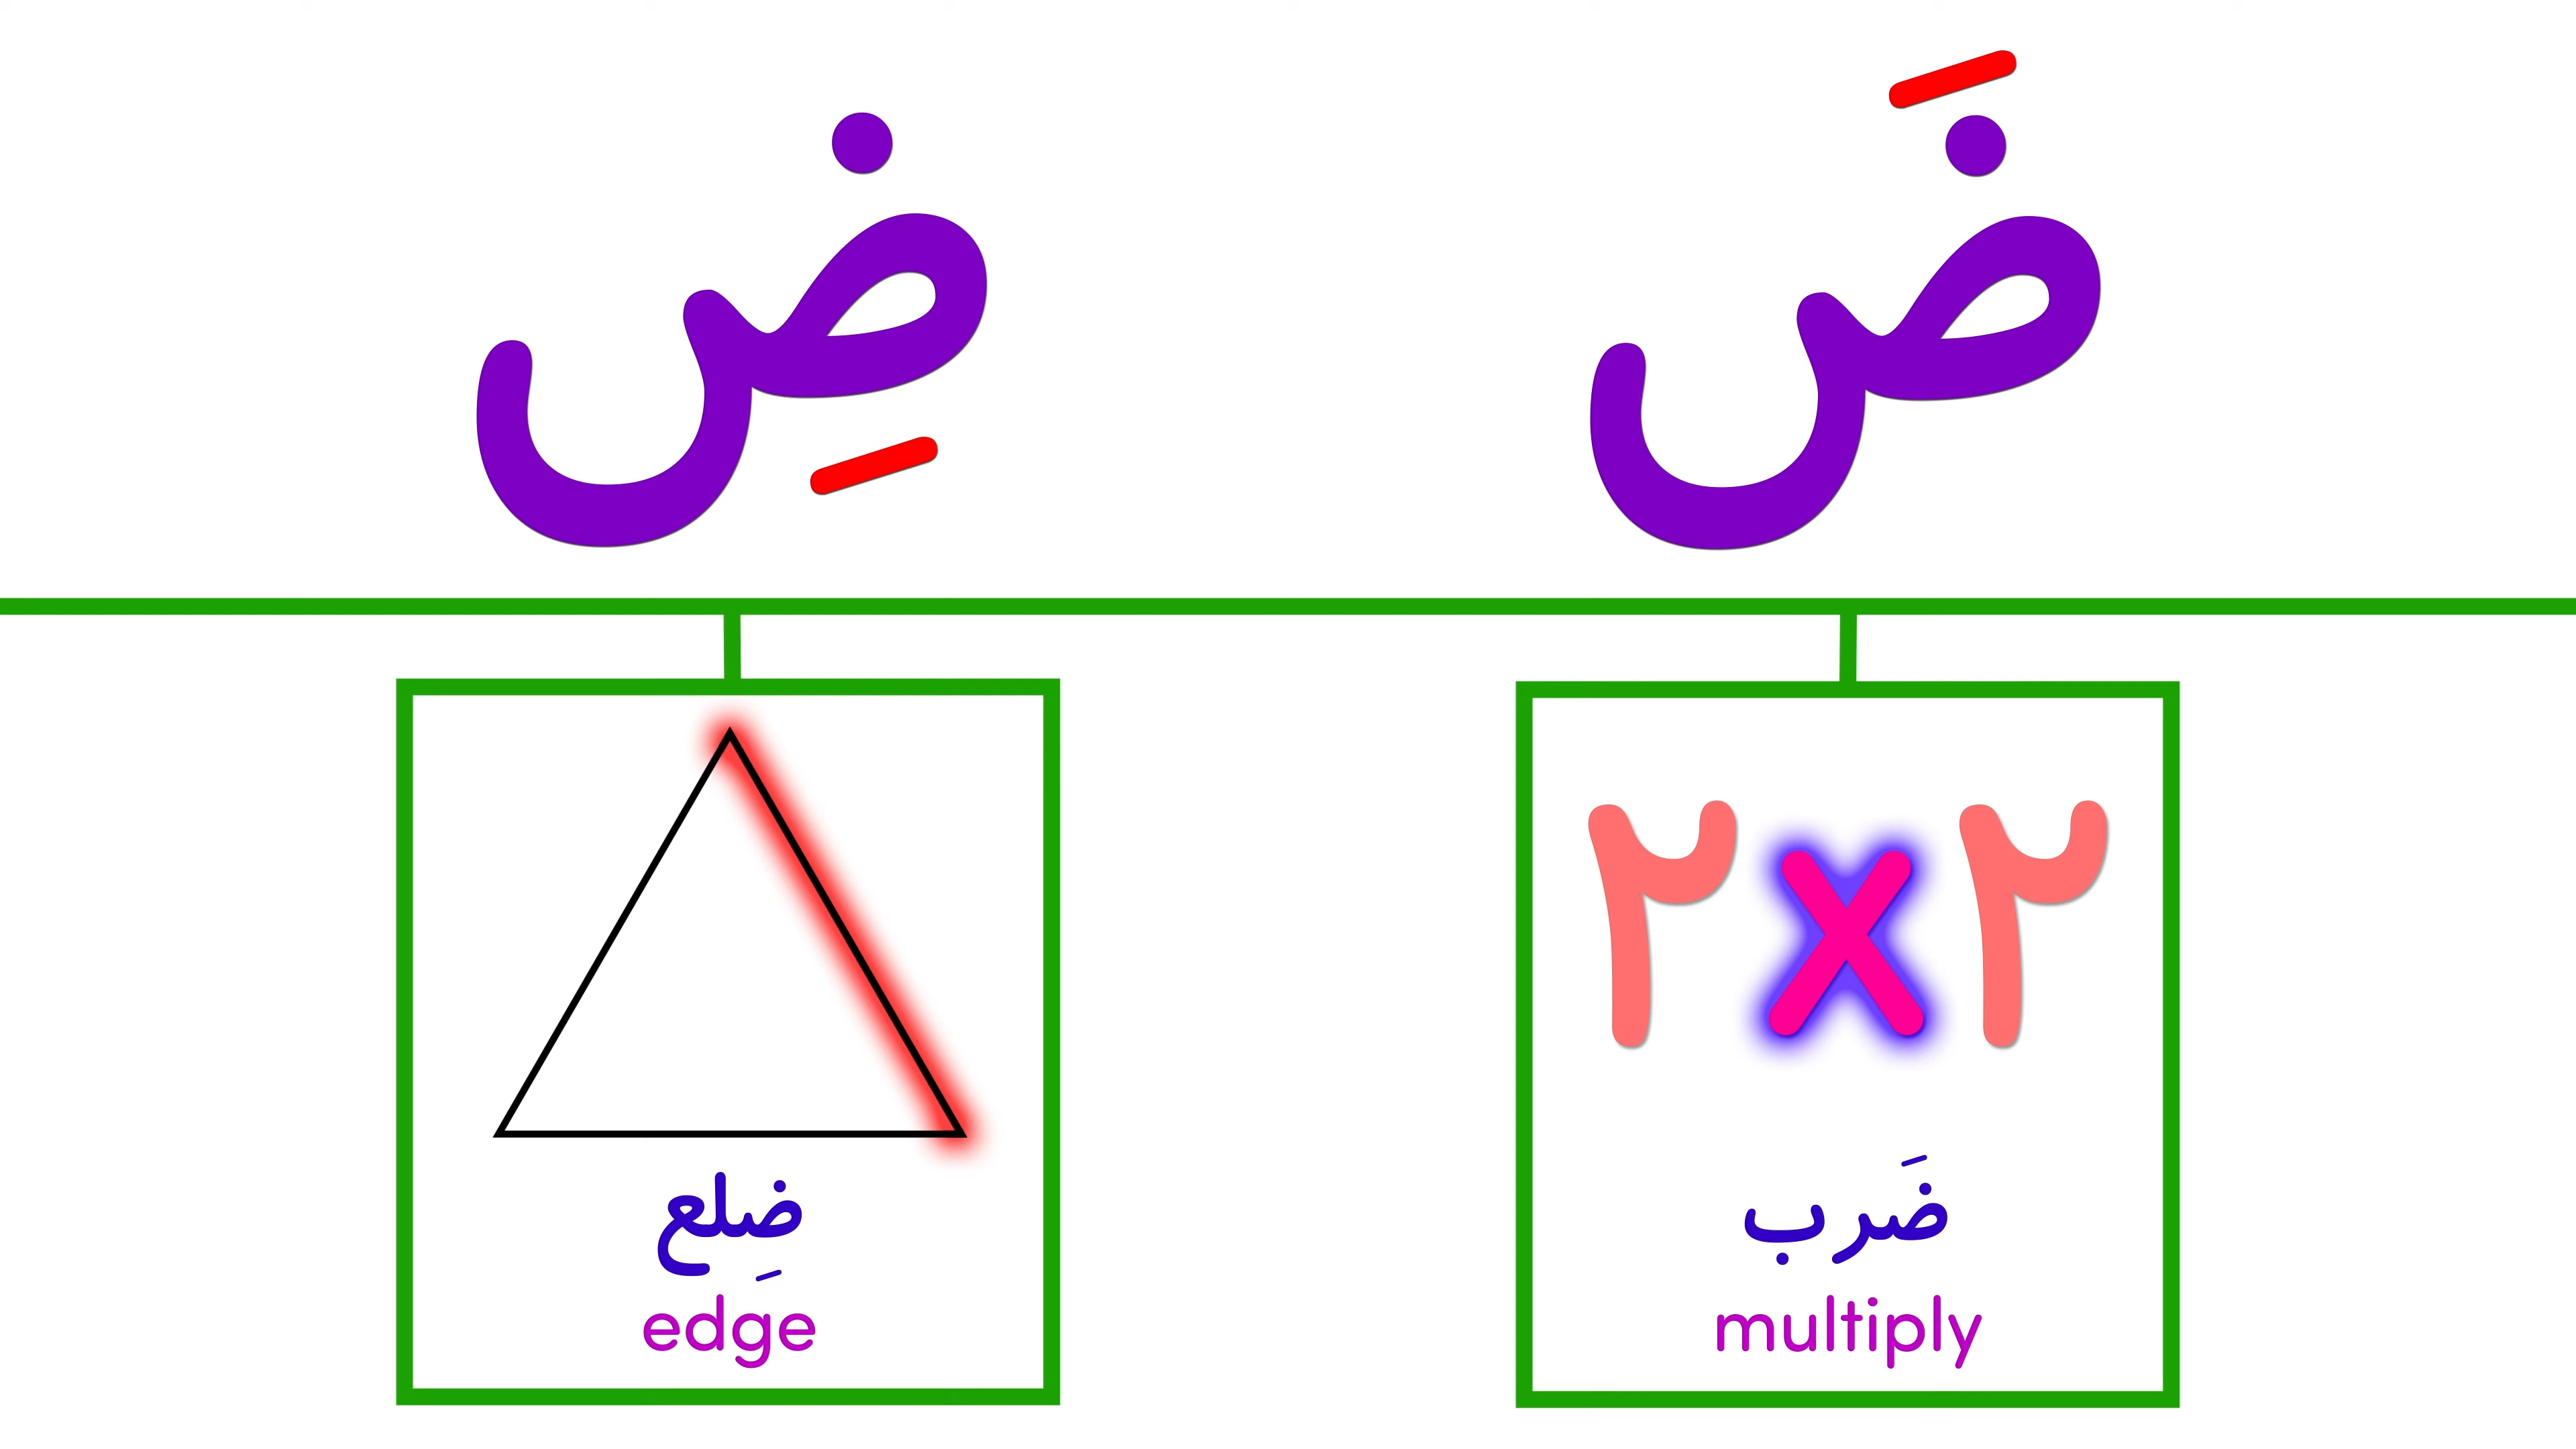 ضَ
ضِ
٢ x ٢
ضَرب
multiply
ضِلع
edge